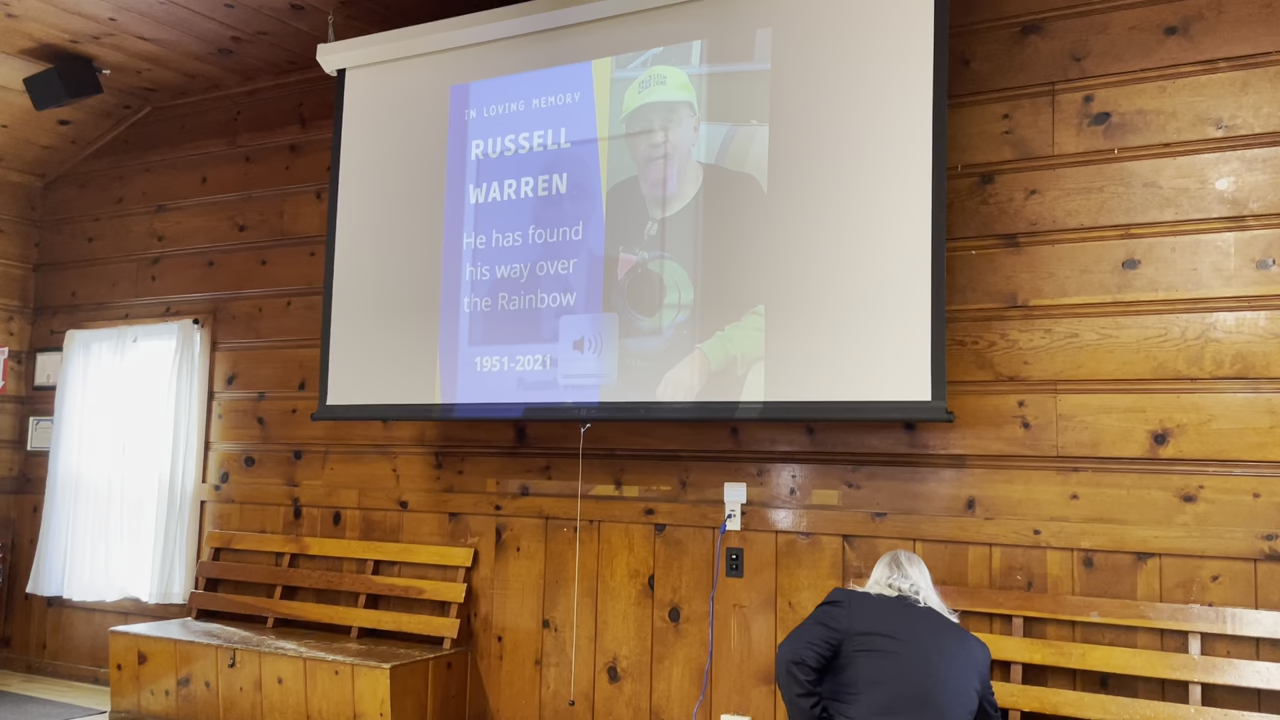 IN LOVING MEMORY
RUSSELL
WARREN
He has found
his way over
the Rainbow
1951-2021